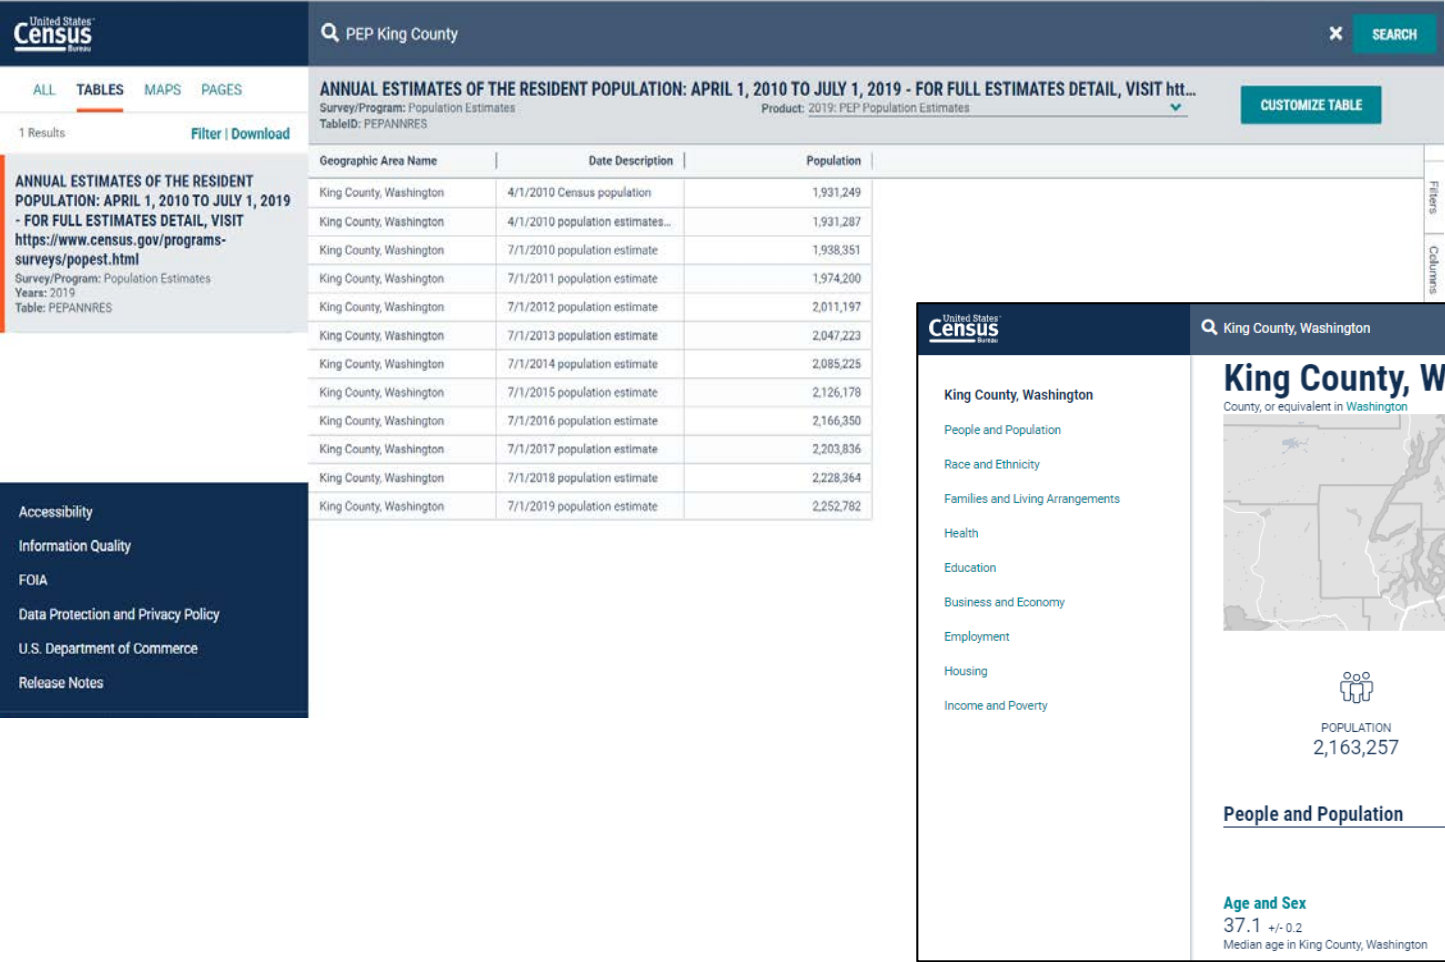 United States®
Census
Bureau
PEP King County
SEARCH
ALL TABLES MAPS PAGES
1 Results Filter | Download
ANNUAL ESTIMATES OF THE RESIDENT
POPULATION: APRIL 1, 2010 TO JULY 1, 2019
- FOR FULL ESTIMATES DETAIL, VISIT
https://www.census.gov/programs-
surveys/popest.html
Survey/Program: Population Estimates
Years: 2019
Table: PEPANNRES
Accessibility
Information Quality
FOIA
Data Protection and Privacy Policy
U.S. Department of Commerce
Release Notes
ANNUAL ESTIMATES OF THE RESIDENT POPULATION: APRIL 1, 2010 TO JULY 1, 2019 - FOR FULL ESTIMATES DETAIL, VISIT htt...
Survey/Program: Population Estimates
Product: 2019: PEP Population Estimates
TableID: PEPANNRES
CUSTOMIZE TABLE
Geographic Area Name Date Description Population
King County, Washington 4/1/2010 Census population 1,931,249
King County, Washington 4/1/2010 population estimates... 1,931,287
King County, Washington 7/1/2010 population estimate 1,938,351
King County, Washington 7/1/2011 population estimate 1,974,200
King County, Washington 7/1/2012 population estimate 2,011,197
King County, Washington 7/1/2013 population estimate 2,047,223
King County, Washington 7/1/2014 population estimate 2,085,225
King County, Washington 7/1/2015 population estimate 2,126,178
King County, Washington 7/1/2016 population estimate 2,166,350
King County, Washington 7/1/2017 population estimate 2,203,836
King County, Washington 7/1/2018 population estimate 2,228,364
King County, Washington 7/1/2019 population estimate 2,252,782
Filters
Columns
United States®
Census
Bureau
King County, Washington
King County, Washington
People and Population
Race and Ethnicity
Families and Living Arrangements
Health
Education
Business and Economy
Employment
Housing
Income and Poverty
King County, W
County, or equivalent in Washington
POPULATION
2,163,257
People and Population
Age and Sex
37.1 +/- 0.2
Median age in King County, Washington